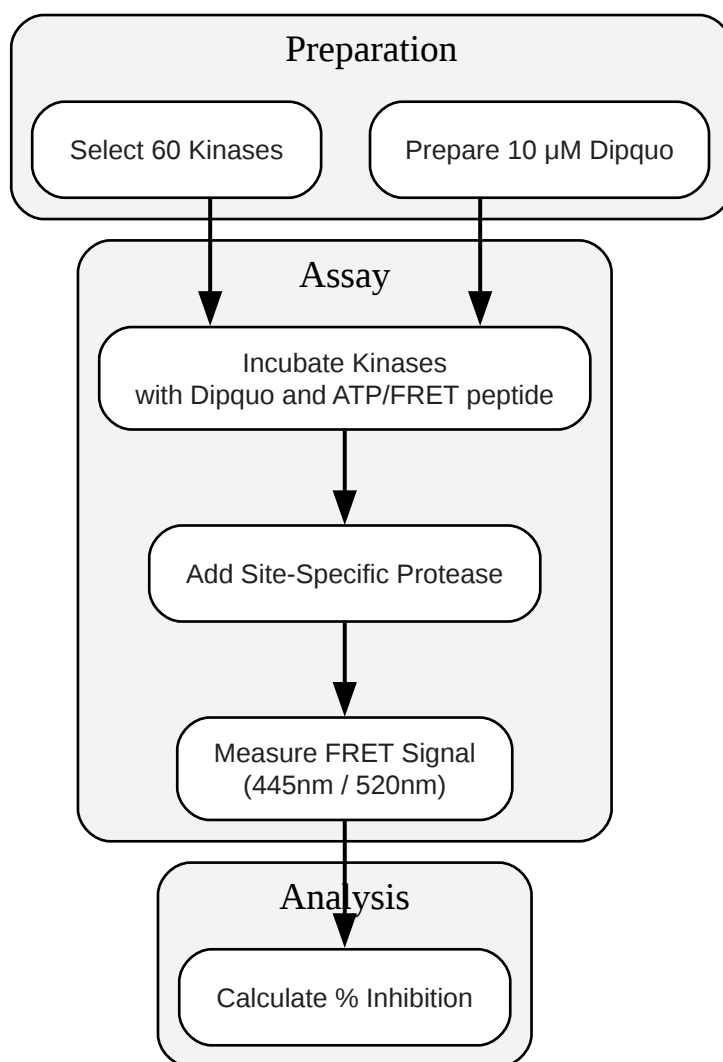 Preparation
Select 60 Kinases
Prepare 10 μM Dipquo
Assay
Incubate Kinases
with Dipquo and ATP/FRET peptide
Add Site-Specific Protease
Measure FRET Signal
(445nm / 520nm)
Analysis
Calculate % Inhibition